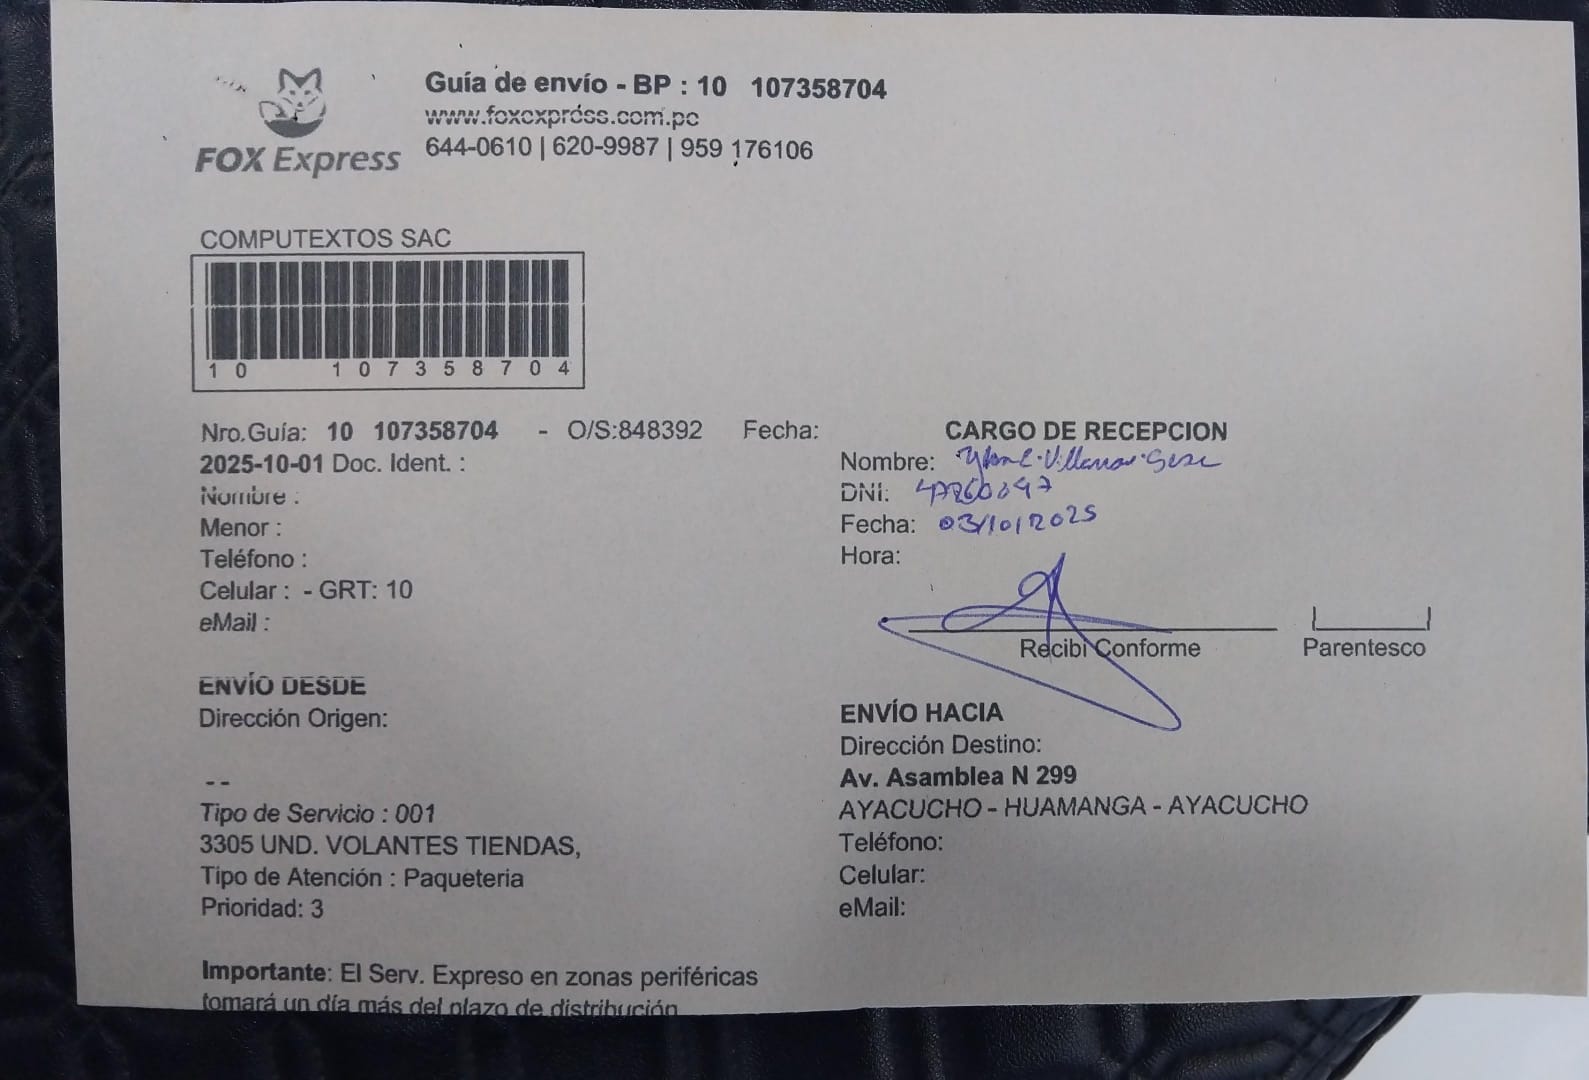 Guía de envío - BP : 10 107358704
www.foxexpress.com.pe
644-0610 | 620-9987 | 959 176106
FOX Express
COMPUTEXTOS SAC
10 107358704
Nro.Guía: 10 107358704 - O/S:848392 Fecha:
2025-10-01 Doc. Ident. :
Nombre :
Menor :
Teléfono :
Celular : - GRT: 10
eMail :
ENVÍO DESDE
Dirección Origen:
- -
Tipo de Servicio : 001
3305 UND. VOLANTES TIENDAS,
Tipo de Atención : Paqueteria
Prioridad: 3
Importante: El Serv. Expreso en zonas periféricas
tomará un día más del plazo de distribución
CARGO DE RECEPCION
Nombre:
DNI:
Fecha: 03/10/2025
Hora:
Recibi Conforme
Parentesco
ENVÍO HACIA
Dirección Destino:
Av. Asamblea N 299
AYACUCHO - HUAMANGA - AYACUCHO
Teléfono:
Celular:
eMail: